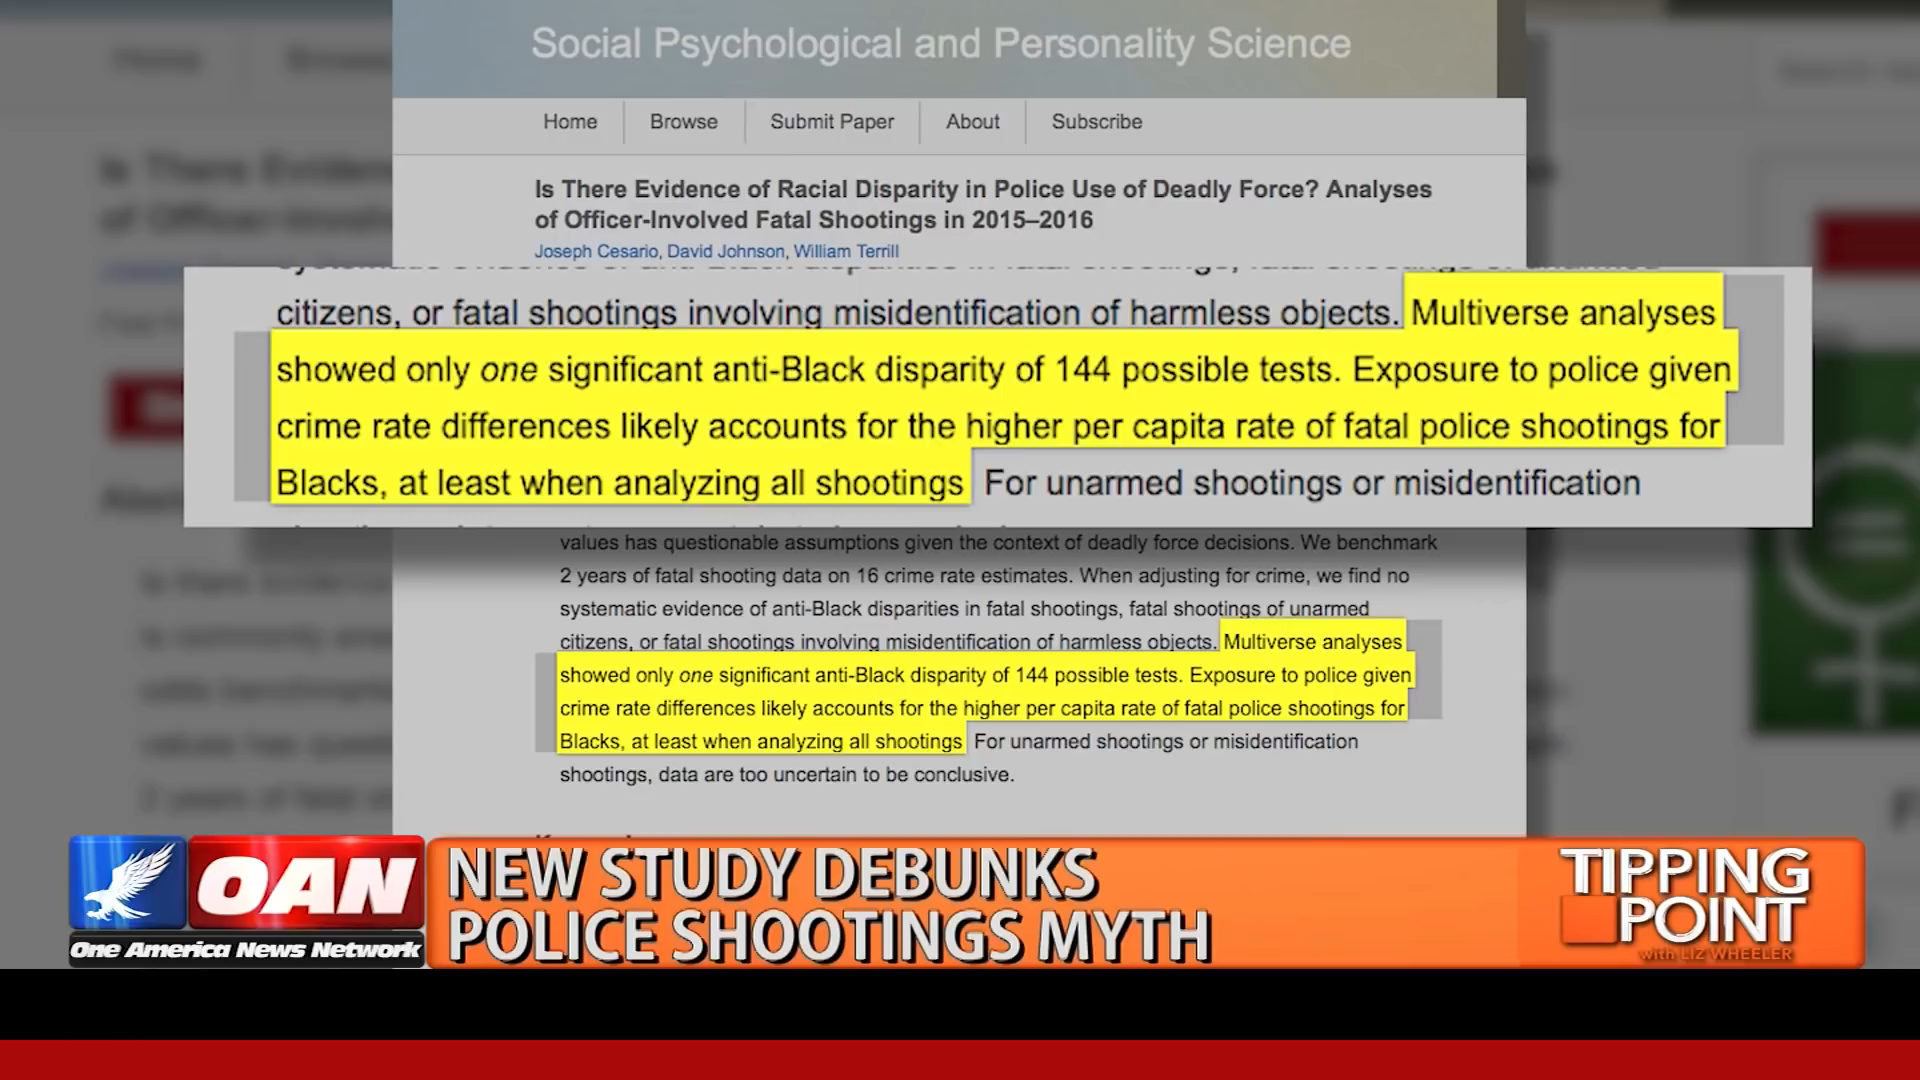 Social Psychological and Personality Science
Home Browse Submit Paper About Subscribe
Is There Evidence of Racial Disparity in Police Use of Deadly Force? Analyses
of Officer-Involved Fatal Shootings in 2015–2016
Joseph Cesario, David Johnson, William Terrill
citizens, or fatal shootings involving misidentification of harmless objects. Multiverse analyses
showed only one significant anti-Black disparity of 144 possible tests. Exposure to police given
crime rate differences likely accounts for the higher per capita rate of fatal police shootings for
Blacks, at least when analyzing all shootings For unarmed shootings or misidentification
values has questionable assumptions given the context of deadly force decisions. We benchmark
2 years of fatal shooting data on 16 crime rate estimates. When adjusting for crime, we find no
systematic evidence of anti-Black disparities in fatal shootings, fatal shootings of unarmed
citizens, or fatal shootings involving misidentification of harmless objects. Multiverse analyses
showed only one significant anti-Black disparity of 144 possible tests. Exposure to police given
crime rate differences likely accounts for the higher per capita rate of fatal police shootings for
Blacks, at least when analyzing all shootings For unarmed shootings or misidentification
shootings, data are too uncertain to be conclusive.
OAN
One America News Network
NEW STUDY DEBUNKS
POLICE SHOOTINGS MYTH
TIPPING
POINT
with LIZ WHEELER